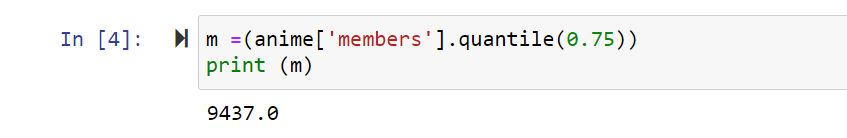 In [4]: m =(anime['members'].quantile(0.75))
print (m)
9437.0